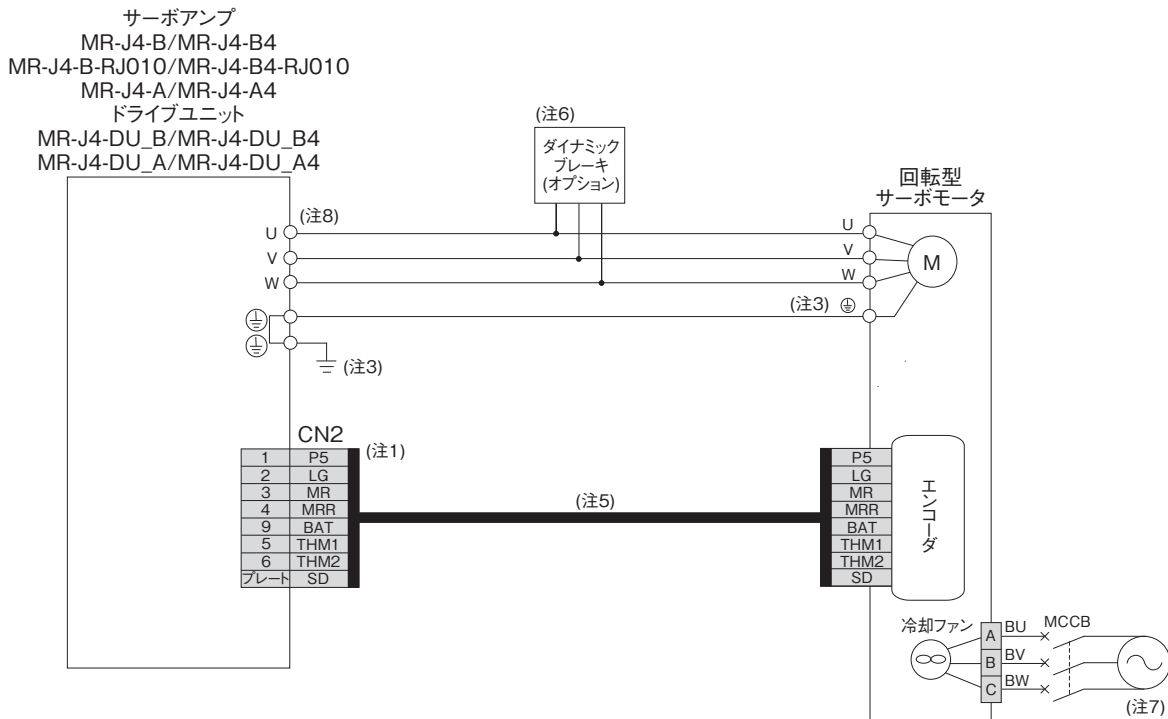 サーボアンプ
MR-J4-B/MR-J4-B4
MR-J4-B-RJ010/MR-J4-B4-RJ010
MR-J4-A/MR-J4-A4
ドライブユニット
MR-J4-DU_B/MR-J4-DU_B4
MR-J4-DU_A/MR-J4-DU_A4
(注6)
ダイナミック
ブレーキ
(オプション)
回転型
サーボモータ
(注8)
U
V
W
U
V
W
M
(注3)
(注3)
CN2
(注1)
1 P5
2 LG
3 MR
4 MRR
9 BAT
5 THM1
6 THM2
プレート SD
(注5)
P5
LG
MR
MRR
BAT
THM1
THM2
SD
エンコーダ
冷却ファン
A BU
B BV
C BW
MCCB
(注7)